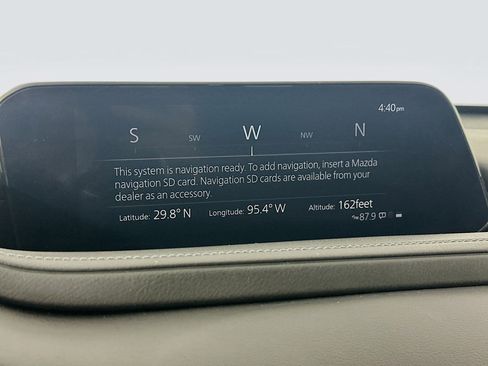 4:40pm
S SW W NW N
This system is navigation ready. To add navigation, insert a Mazda
navigation SD card. Navigation SD cards are available from your
dealer as an accessory.
Latitude: 29.8° N Longitude: 95.4° W Altitude: 162feet
87.9